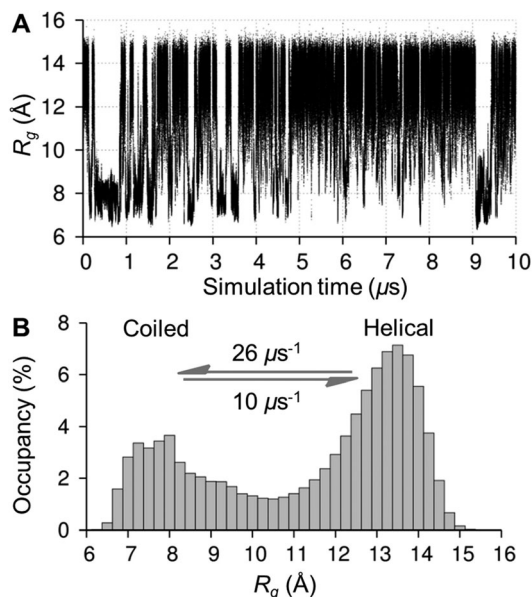 A
16
14
12
10
8
6
Rg (Å)
0 1 2 3 4 5 6 7 8 9 10
Simulation time (µs)
B
8
6
4
2
0
Occupancy (%)
Coiled Helical
26 µs-1
10 µs-1
6 7 8 9 10 11 12 13 14 15 16
Rg (Å)